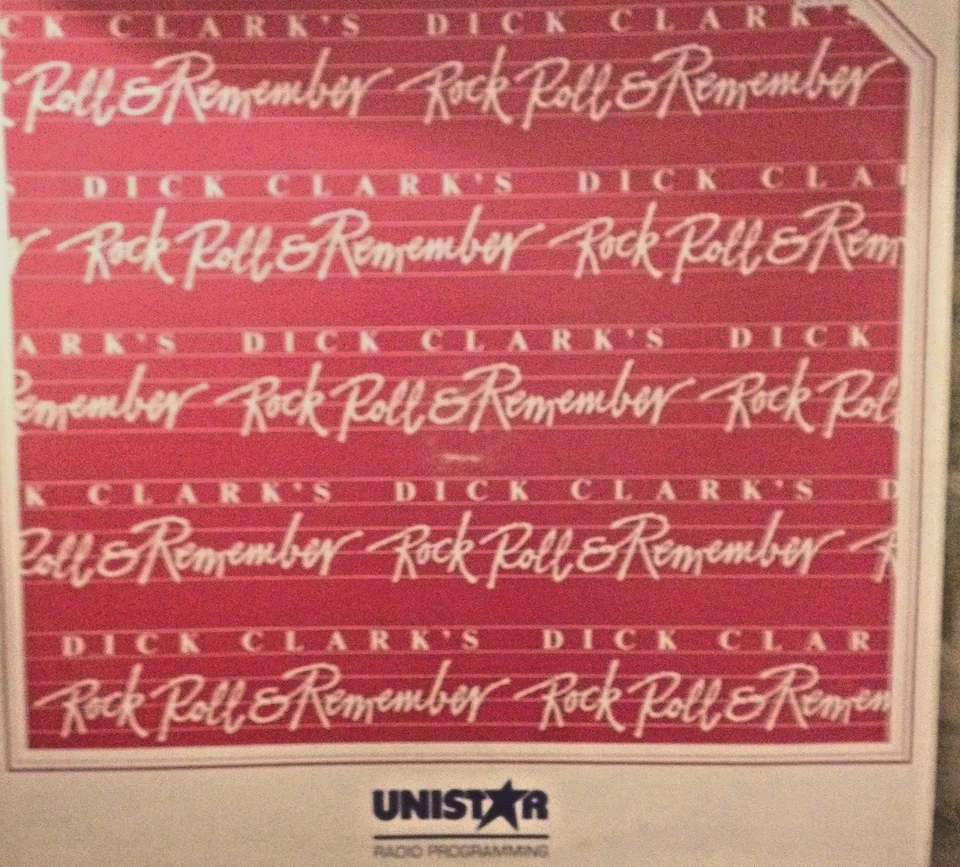 CK CLARK'S DICK CLARK'S
Roll & Remember Rock Roll & Remember
S DICK CLARK'S DICK CLA
Rock Roll & Remember Rock Roll & Rem
ARK'S DICK CLARK'S DICK
emember Rock Roll & Remember Rock Rol
K CLARK'S DICK CLARK'S D
Roll & Remember Rock Roll & Remember R
DICK CLARK'S DICK CLAR
Rock Roll & Remember Rock Roll & Remem
UNISTAR
RADIO PROGRAMMING